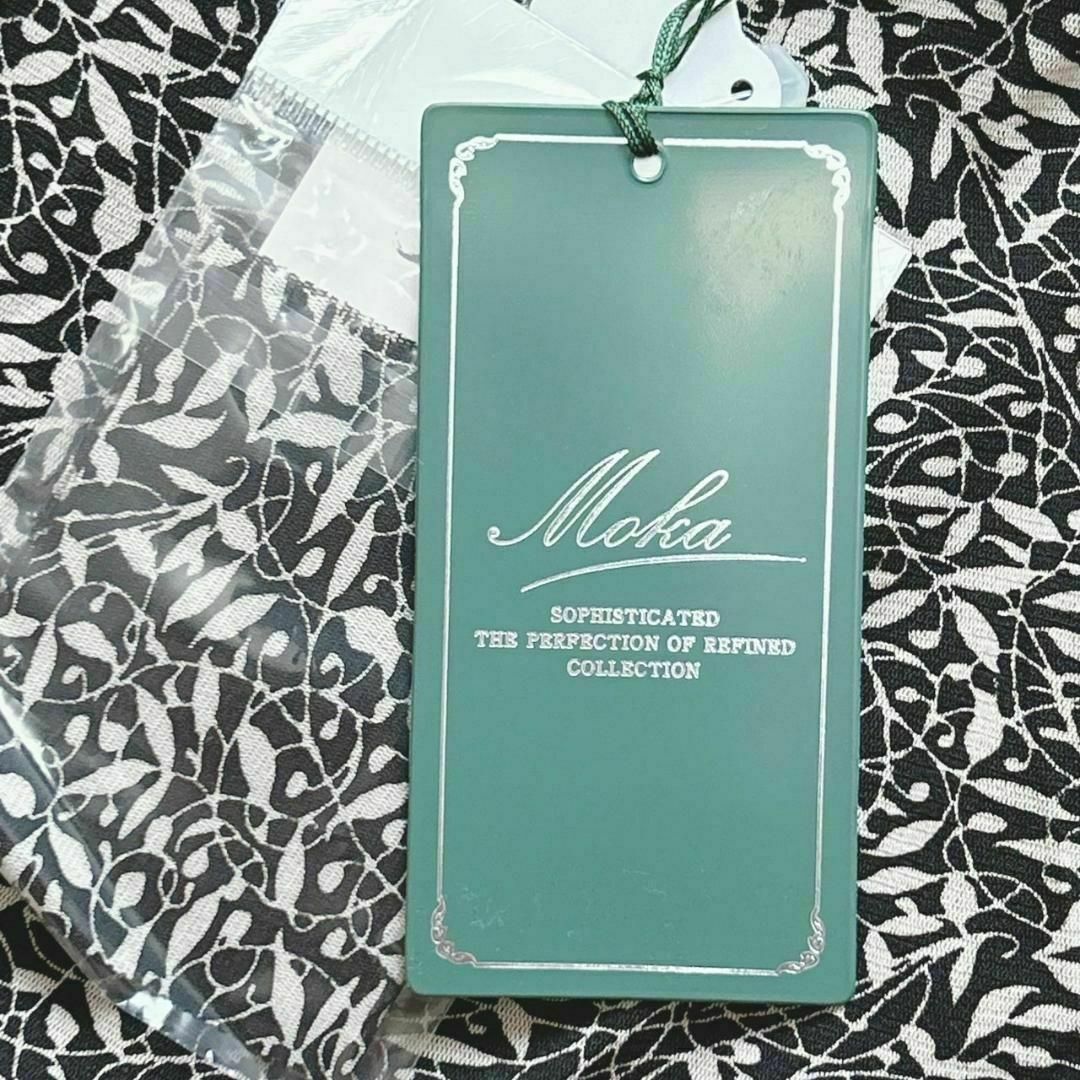 Moka
SOPHISTICATED
THE PERFECTION OF REFINED
COLLECTION